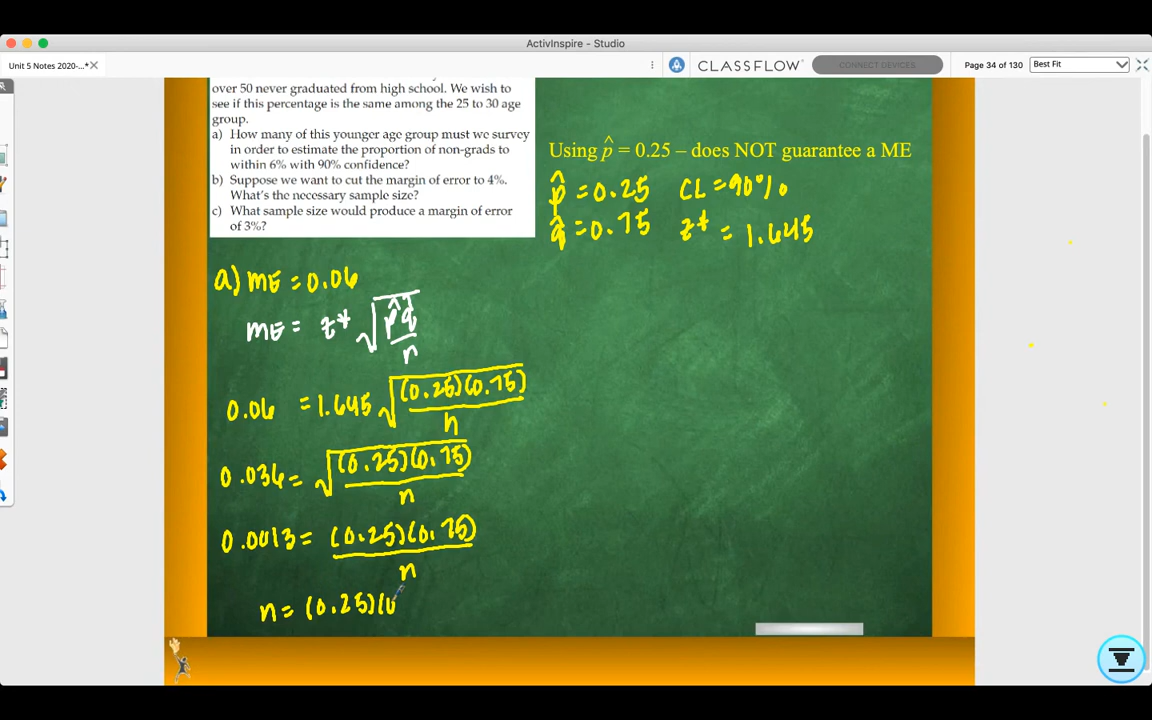 ActivInspire - Studio
Unit 5 Notes 2020-...*
CLASSFLOW
CONNECT DEVICES
Page 34 of 130
Best Fit
over 50 never graduated from high school. We wish to
see if this percentage is the same among the 25 to 30 age
group.
a) How many of this younger age group must we survey
in order to estimate the proportion of non-grads to
within 6% with 90% confidence?
b) Suppose we want to cut the margin of error to 4%.
What's the necessary sample size?
c) What sample size would produce a margin of error
of 3%?
Using p̂ = 0.25 – does NOT guarantee a ME
p̂ = 0.25 CL = 90%
q̂ = 0.75 z* = 1.645
a) ME = 0.06
ME = z* √(p̂q̂/n)
0.06 = 1.645 √((0.25)(0.75)/n)
0.036 = √((0.25)(0.75)/n)
0.0013 = (0.25)(0.75)/n
n = (0.25)(0